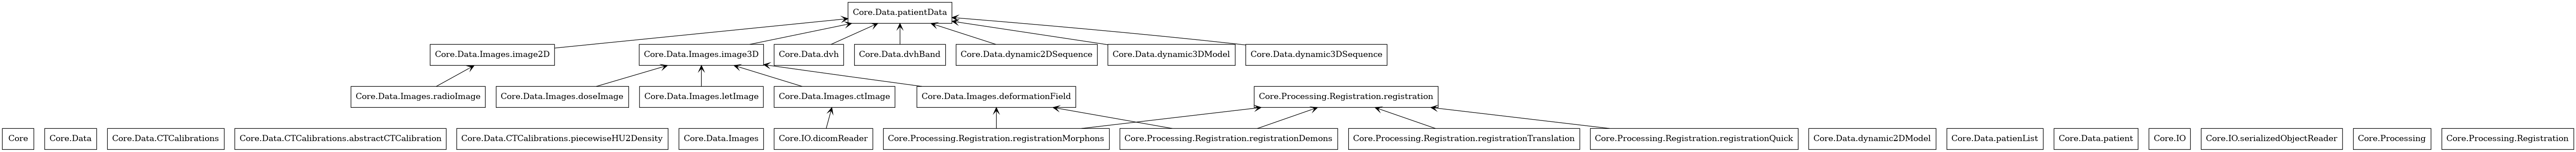 Core.Data.patientData
Core.Data.Images.image2D
Core.Data.Images.image3D
Core.Data.dvh
Core.Data.dvhBand
Core.Data.dynamic2DSequence
Core.Data.dynamic3DModel
Core.Data.dynamic3DSequence
Core.Data.Images.radioImage
Core.Data.Images.doseImage
Core.Data.Images.letImage
Core.Data.Images.ctImage
Core.Data.Images.deformationField
Core.Processing.Registration.registration
Core
Core.Data
Core.Data.CTCalibrations
Core.Data.CTCalibrations.abstractCTCalibration
Core.Data.CTCalibrations.piecewiseHU2Density
Core.Data.Images
Core.IO.dicomReader
Core.Processing.Registration.registrationMorphons
Core.Processing.Registration.registrationDemons
Core.Processing.Registration.registrationTranslation
Core.Processing.Registration.registrationQuick
Core.Data.dynamic2DModel
Core.Data.patienList
Core.Data.patient
Core.IO
Core.IO.serializedObjectReader
Core.Processing
Core.Processing.Registration